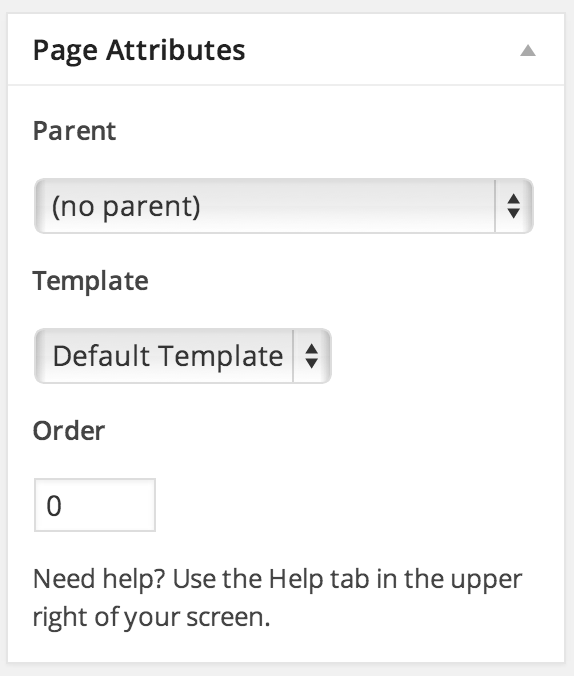 Page Attributes
Parent
(no parent)
Template
Default Template
Order
0
Need help? Use the Help tab in the upper
right of your screen.